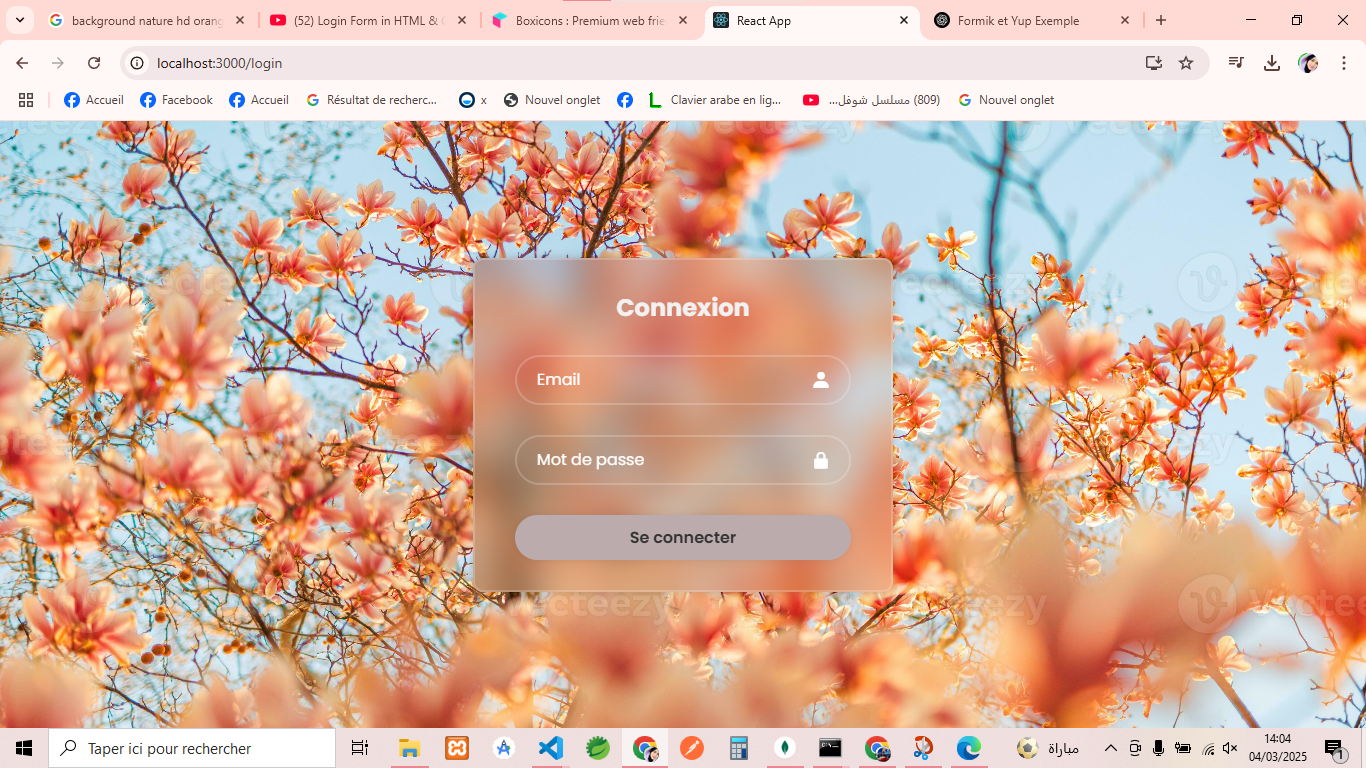 background nature hd orang
(52) Login Form in HTML & C
Boxicons : Premium web frie
React App
Formik et Yup Exemple
localhost:3000/login
Accueil
Facebook
Accueil
Résultat de recherc...
x
Nouvel onglet
Clavier arabe en lig...
(809) مسلسل شوفل...
Nouvel onglet
Connexion
Email
Mot de passe
Se connecter
vecteezy
Taper ici pour rechercher
مباراة
14:04
04/03/2025
1